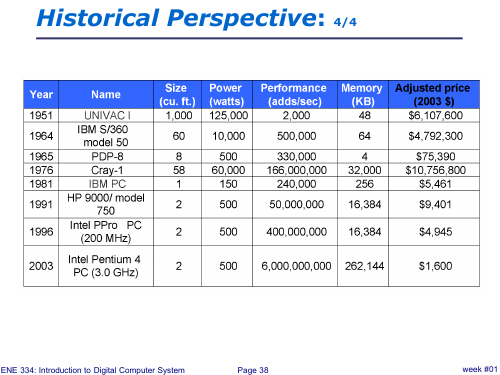 Historical Perspective: 4/4
Year Name Size (cu. ft.) Power (watts) Performance (adds/sec) Memory (KB) Adjusted price (2003 $)
1951 UNIVAC I 1,000 125,000 2,000 48 $6,107,600
1964 IBM S/360 model 50 60 10,000 500,000 64 $4,792,300
1965 PDP-8 8 500 330,000 4 $75,390
1976 Cray-1 58 60,000 166,000,000 32,000 $10,756,800
1981 IBM PC 1 150 240,000 256 $5,461
1991 HP 9000/ model 750 2 500 50,000,000 16,384 $9,401
1996 Intel PPro PC (200 MHz) 2 500 400,000,000 16,384 $4,945
2003 Intel Pentium 4 PC (3.0 GHz) 2 500 6,000,000,000 262,144 $1,600
ENE 334: Introduction to Digital Computer System Page 38 week #01